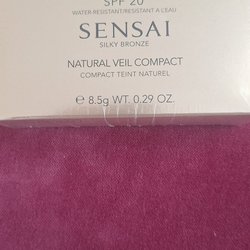 SPF 20
WATER-RESISTANT/RESISTANT A L'EAU
SENSAI
SILKY BRONZE
NATURAL VEIL COMPACT
COMPACT TEINT NATUREL
℮ 8.5g WT. 0.29 OZ.